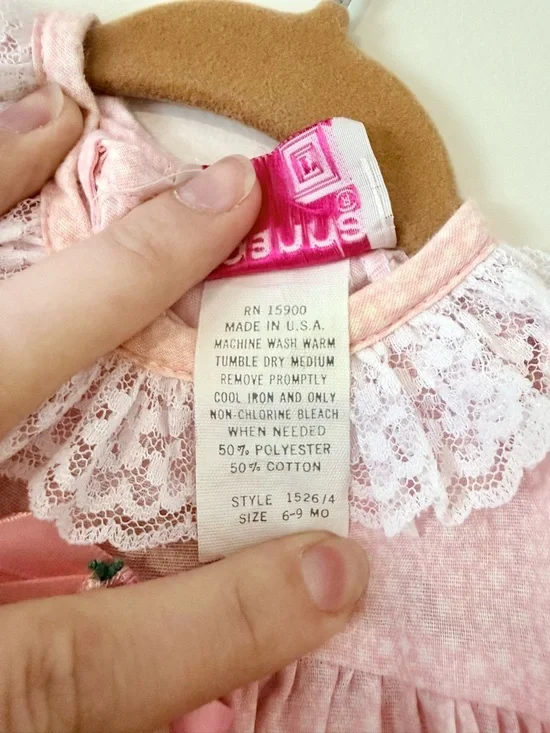 RN 15900
MADE IN U.S.A.
MACHINE WASH WARM
TUMBLE DRY MEDIUM
REMOVE PROMPTLY
COOL IRON AND ONLY
NON-CHLORINE BLEACH
WHEN NEEDED
50% POLYESTER
50% COTTON
STYLE 1526/4
SIZE 6-9 MO